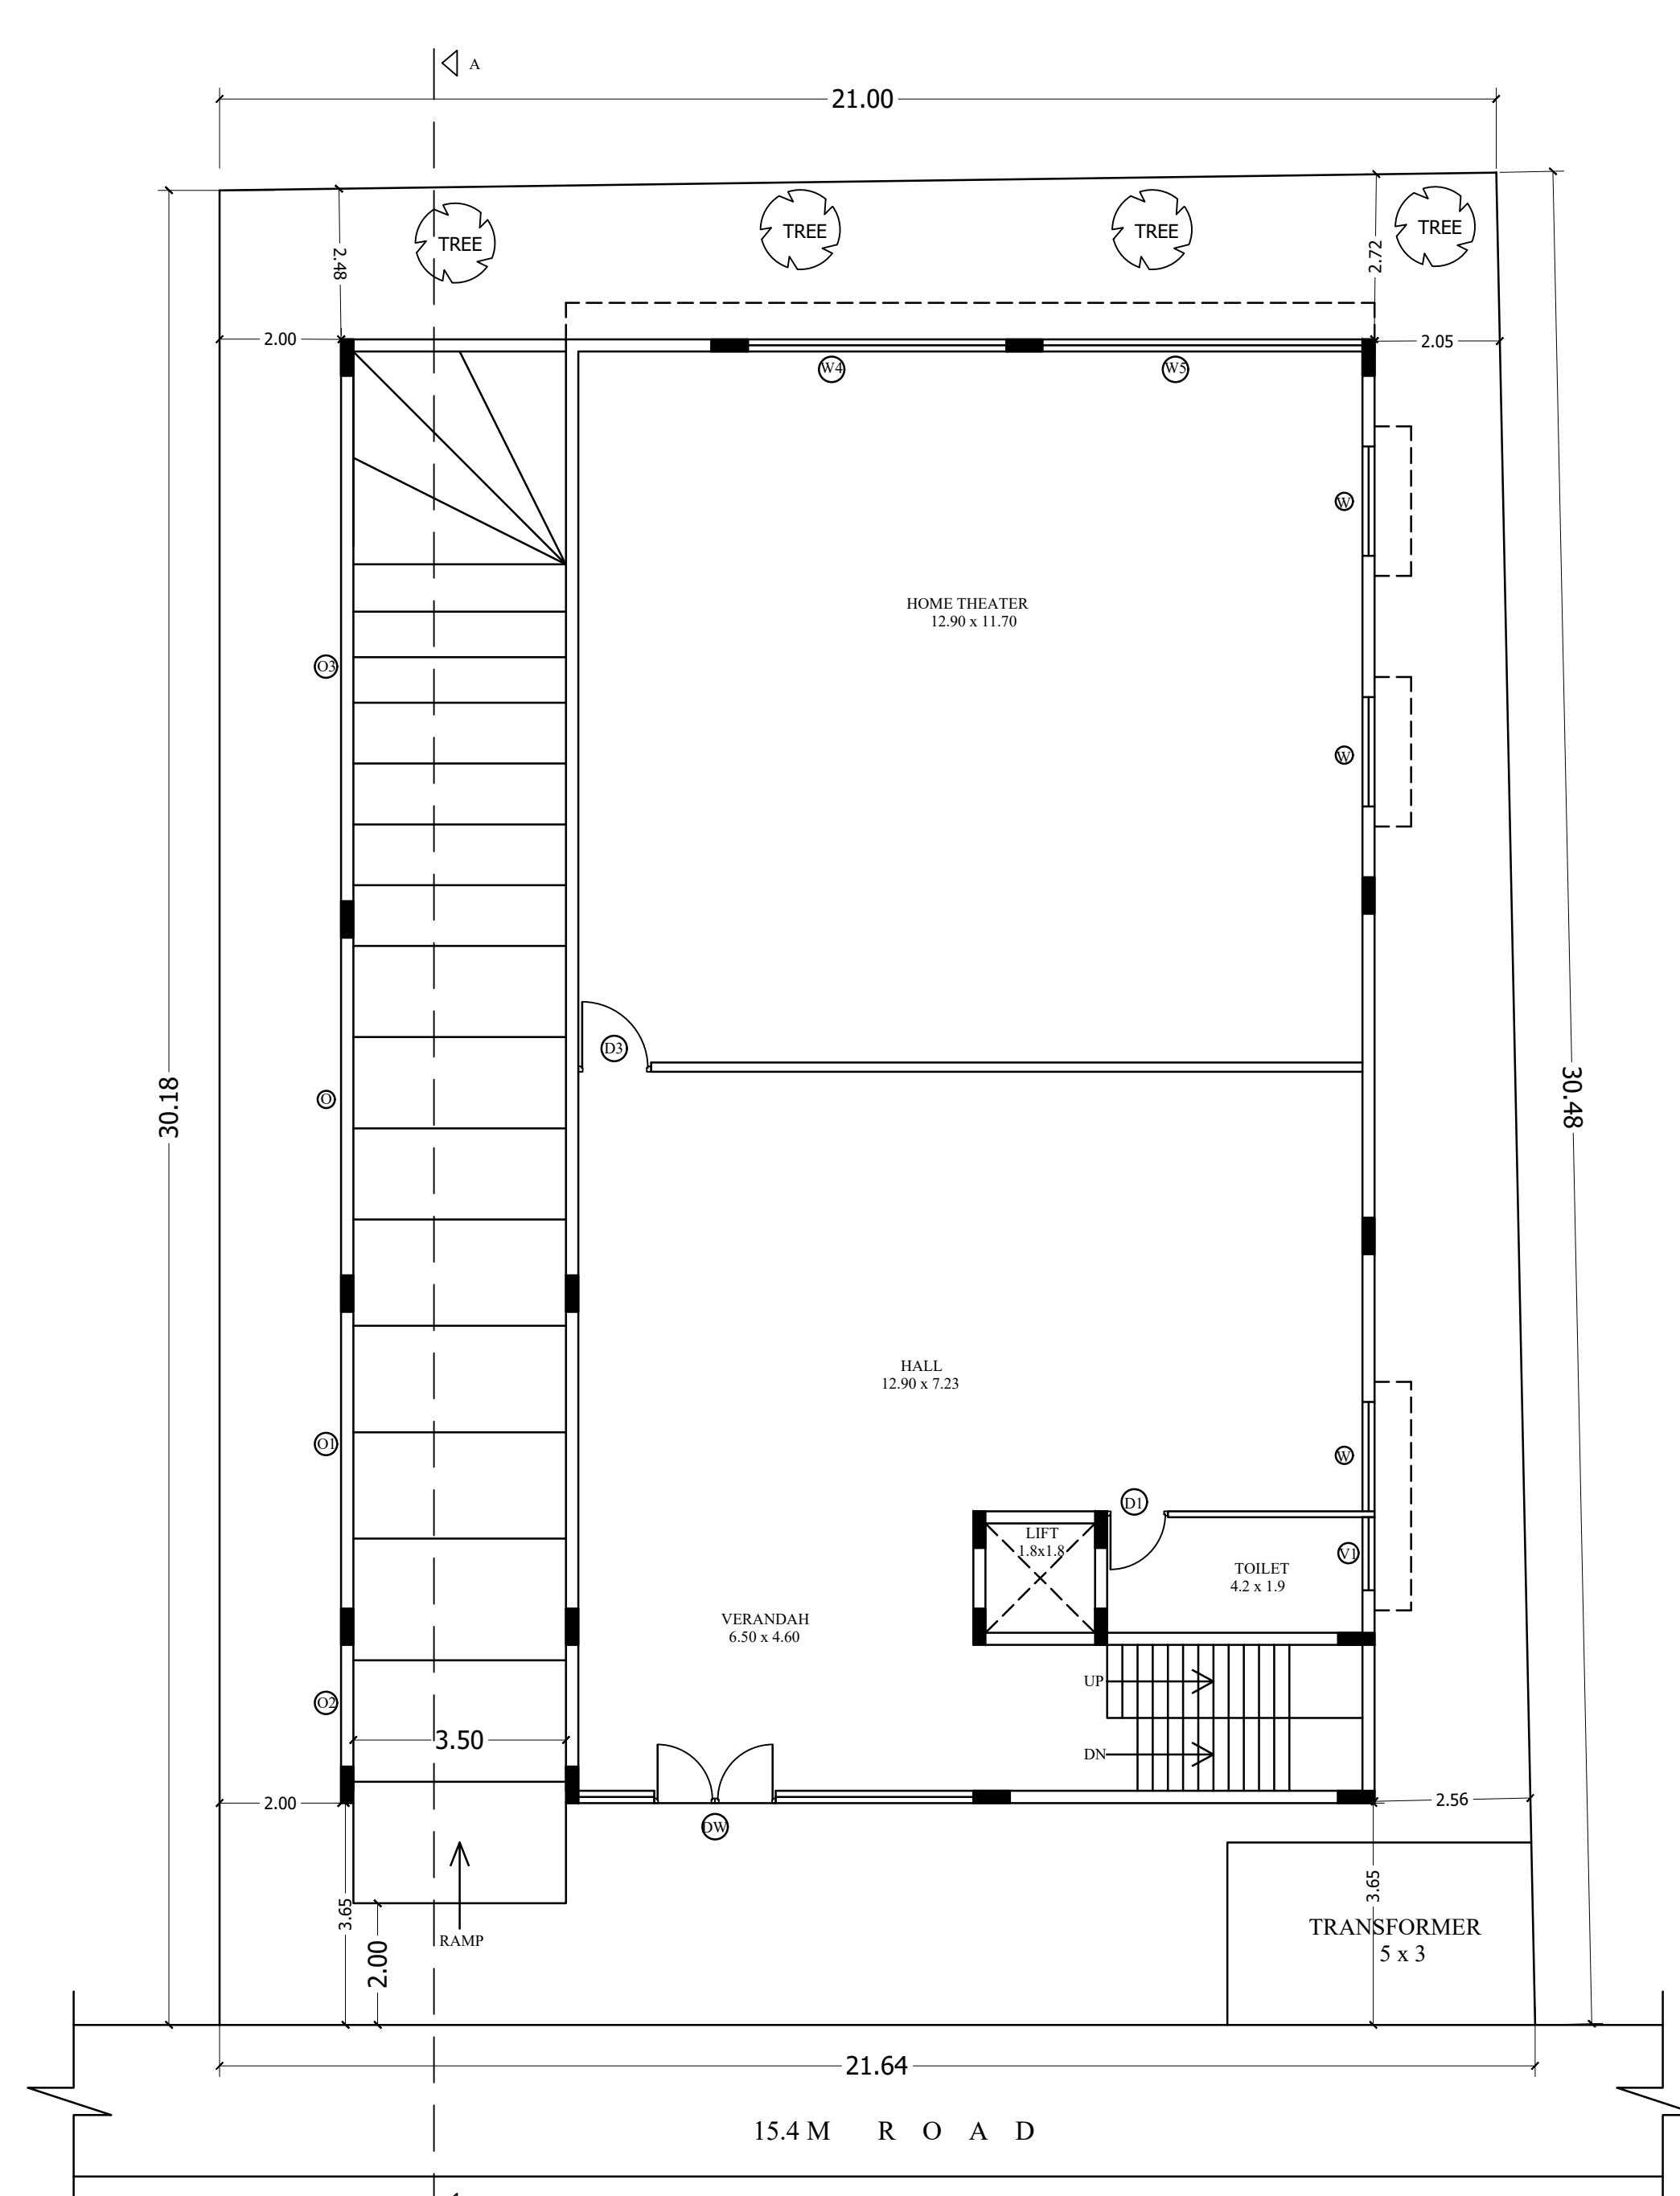 A
21.00
TREE
TREE
TREE
TREE
2.48
2.72
2.00
2.05
W4
W5
W
HOME THEATER
12.90 x 11.70
O3
W
D3
30.18
O
30.48
HALL
12.90 x 7.23
O1
W
D1
LIFT
1.8x1.8
V1
TOILET
4.2 x 1.9
VERANDAH
6.50 x 4.60
UP
O2
3.50
DN
2.00
2.56
DW
3.65
3.65
RAMP
2.00
TRANSFORMER
5 x 3
21.64
15.4 M R O A D